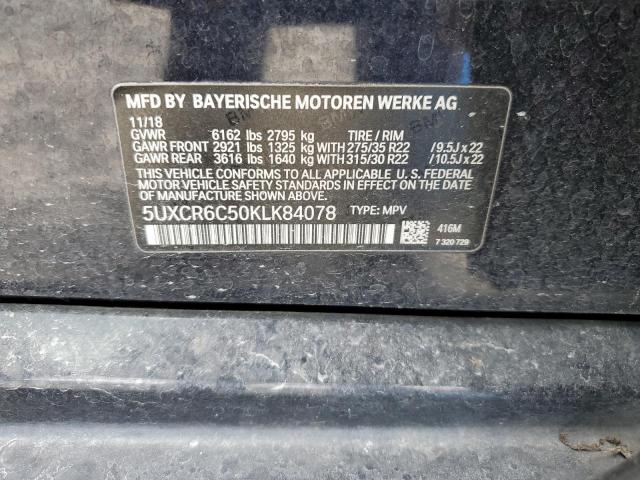 MFD BY BAYERISCHE MOTOREN WERKE AG
11/18
GVWR 6162 lbs 2795 kg TIRE / RIM
GAWR FRONT 2921 lbs 1325 kg WITH 275/35 R22 /9.5J x 22
GAWR REAR 3616 lbs 1640 kg WITH 315/30 R22 /10.5J x 22
THIS VEHICLE CONFORMS TO ALL APPLICABLE U. S. FEDERAL
MOTOR VEHICLE SAFETY STANDARDS IN EFFECT ON THE DATE
OF MANUFACTURE SHOWN ABOVE.
5UXCR6C50KLK84078 TYPE: MPV
416M
7 320 729